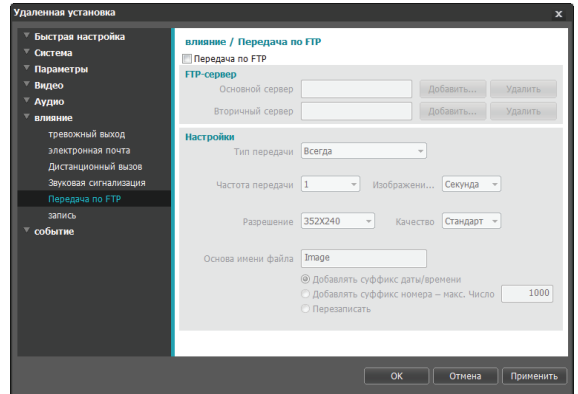 Удаленная установка
x
Быстрая настройка
Система
Параметры
Видео
Аудио
влияние
тревожный выход
электронная почта
Дистанционный вызов
Звуковая сигнализация
Передача по FTP
запись
событие
влияние / Передача по FTP
Передача по FTP
FTP-сервер
Основной сервер Добавить... Удалить
Вторичный сервер Добавить... Удалить
Настройки
Тип передачи Всегда
Частота передачи 1 Изображени... Секунда
Разрешение 352X240 Качество Стандарт
Основа имени файла Image
Добавлять суффикс даты/времени
Добавлять суффикс номера – макс. Число 1000
Перезаписать
OK Отмена Применить